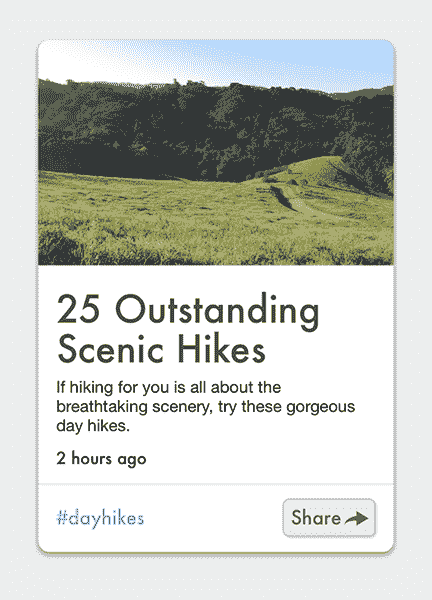 25 Outstanding
Scenic Hikes
If hiking for you is all about the
breathtaking scenery, try these gorgeous
day hikes.
2 hours ago
#dayhikes
Share